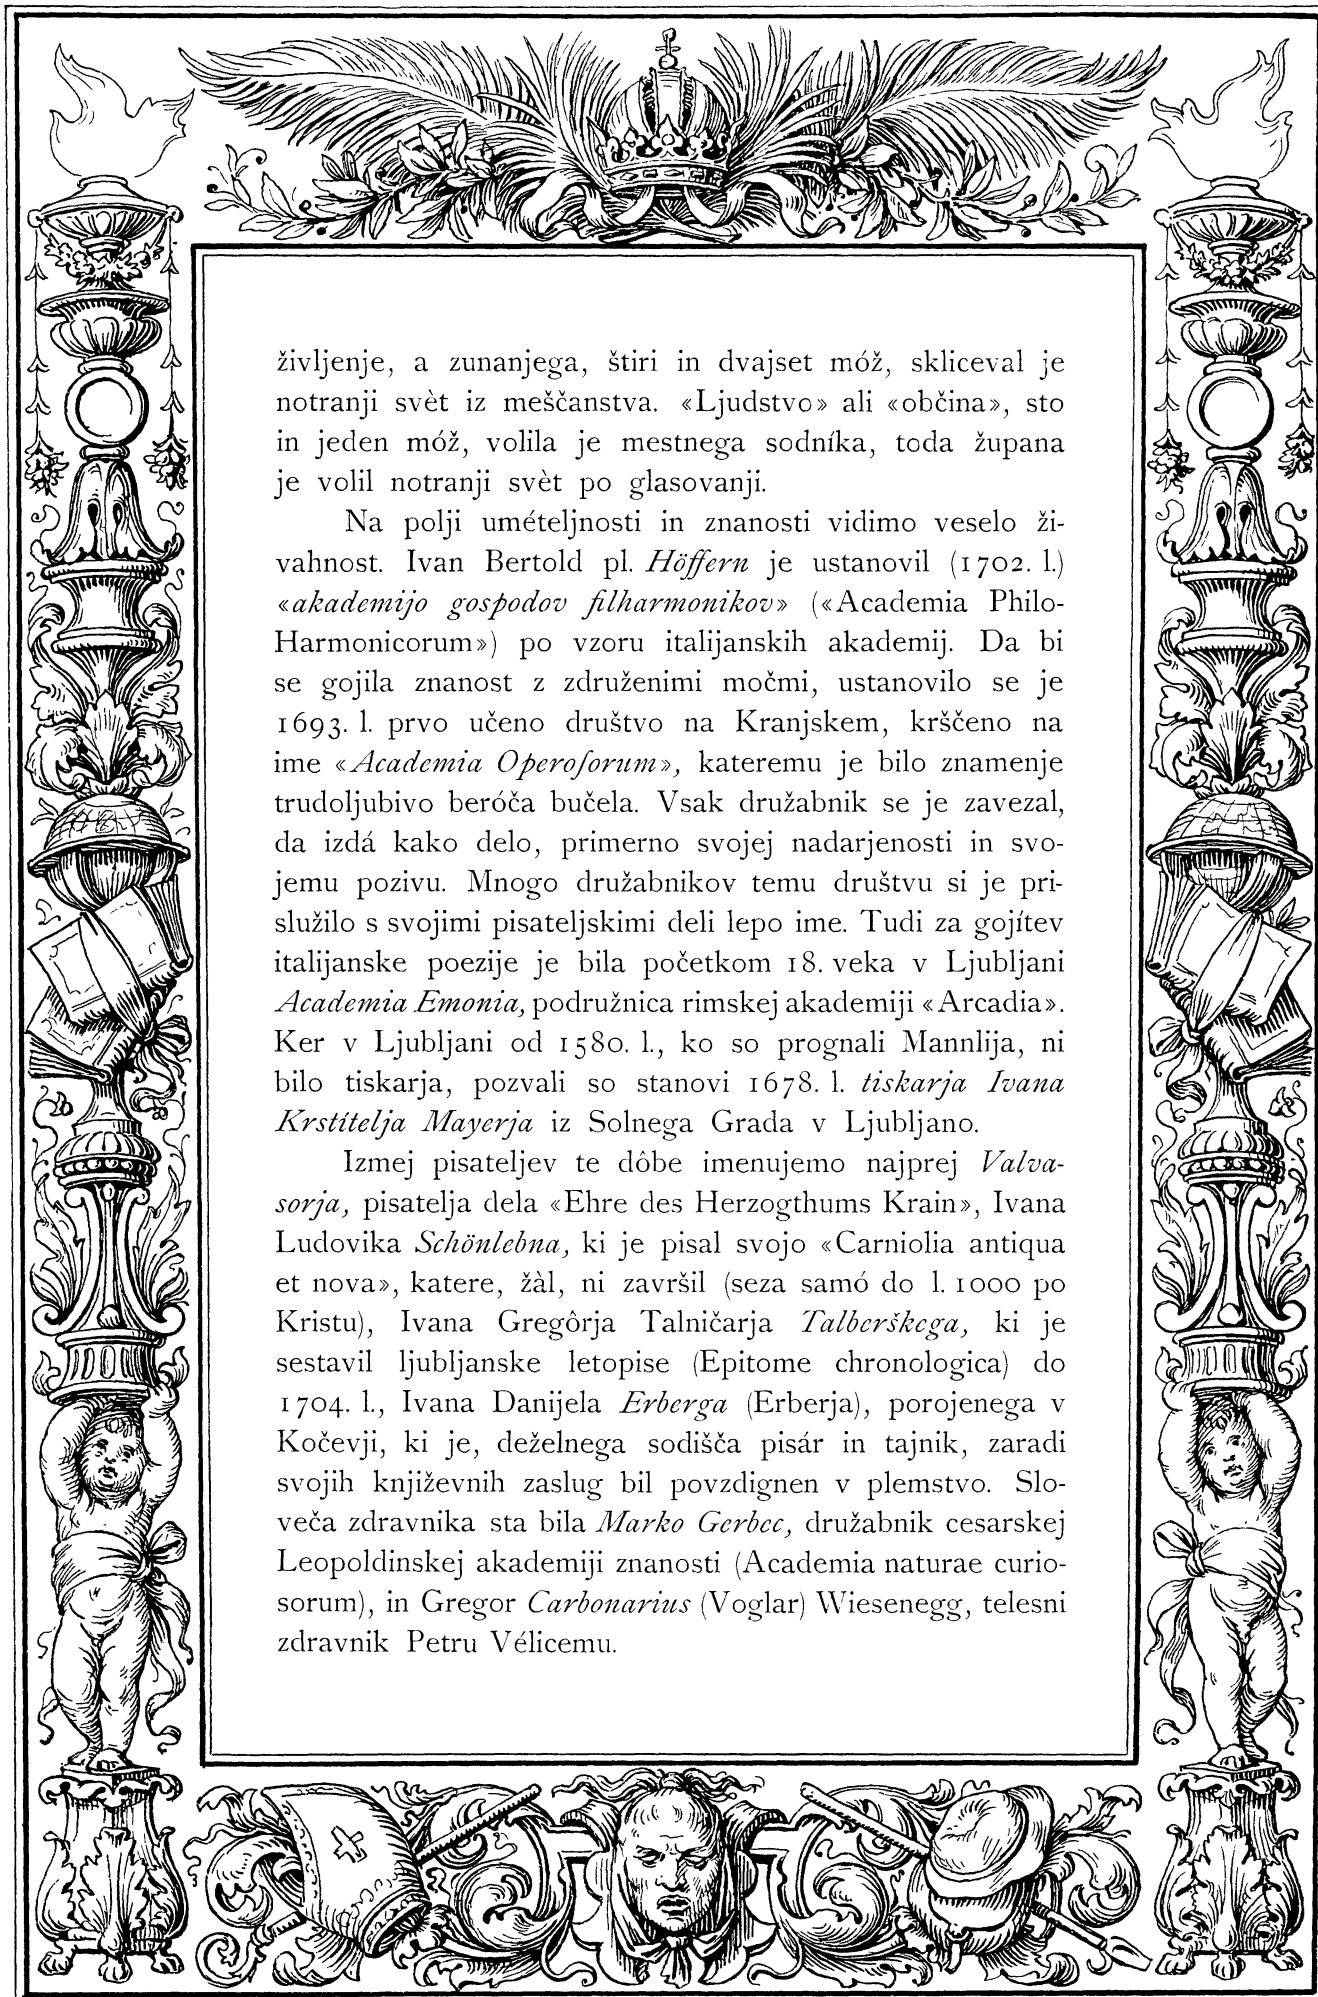 življenje, a zunanjega, štiri in dvajset móž, skliceval je
notranji svèt iz meščanstva. «Ljudstvo» ali «občina», sto
in jeden móž, volila je mestnega sodníka, toda župana
je volil notranji svèt po glasovanji.
Na polji umételjnosti in znanosti vidimo veselo ži-
vahnost. Ivan Bertold pl. Höffern je ustanovil (1702. l.)
«akademijo gospodov filharmonikov» («Academia Philo-
Harmonicorum») po vzoru italijanskih akademij. Da bi
se gojila znanost z združenimi močmi, ustanovilo se je
1693. l. prvo učeno društvo na Kranjskem, krščeno na
ime «Academia Operoſorum», kateremu je bilo znamenje
trudoljubivo beróča bučela. Vsak družabnik se je zavezal,
da izdá kako delo, primerno svojej nadarjenosti in svo-
jemu pozivu. Mnogo družabnikov temu društvu si je pri-
služilo s svojimi pisateljskimi deli lepo ime. Tudi za gojítev
italijanske poezije je bila početkom 18. veka v Ljubljani
Academia Emonia, podružnica rimskej akademiji «Arcadia».
Ker v Ljubljani od 1580. l., ko so prognali Mannlija, ni
bilo tiskarja, pozvali so stanovi 1678. l. tiskarja Ivana
Krstítelja Mayerja iz Solnega Grada v Ljubljano.
Izmej pisateljev te dôbe imenujemo najprej Valva-
sorja, pisatelja dela «Ehre des Herzogthums Krain», Ivana
Ludovika Schönlebna, ki je pisal svojo «Carniolia antiqua
et nova», katere, žàl, ni završil (seza samó do l. 1000 po
Kristu), Ivana Gregôrja Talničarja Talberškega, ki je
sestavil ljubljanske letopise (Epitome chronologica) do
1704. l., Ivana Danijela Erberga (Erberja), porojenega v
Kočevji, ki je, deželnega sodišča pisár in tajnik, zaradi
svojih književnih zaslug bil povzdignen v plemstvo. Slo-
veča zdravnika sta bila Marko Gerbec, družabnik cesarskej
Leopoldinskej akademiji znanosti (Academia naturae curio-
sorum), in Gregor Carbonarius (Voglar) Wiesenegg, telesni
zdravnik Petru Vélicemu.